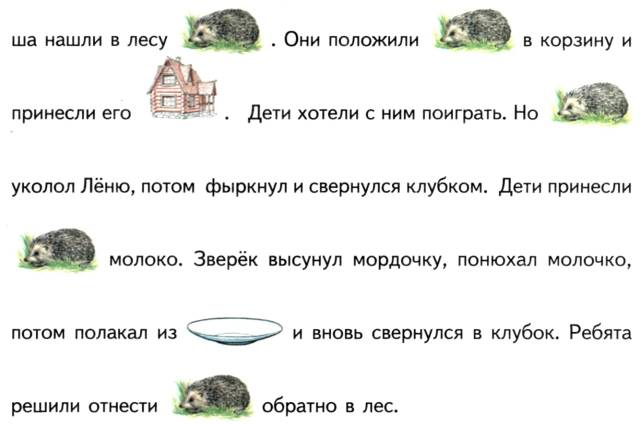 ша нашли в лесу . Они положили в корзину и
принесли его . Дети хотели с ним поиграть. Но
уколол Лёню, потом фыркнул и свернулся клубком. Дети принесли
молоко. Зверёк высунул мордочку, понюхал молочко,
потом полакал из и вновь свернулся в клубок. Ребята
решили отнести обратно в лес.